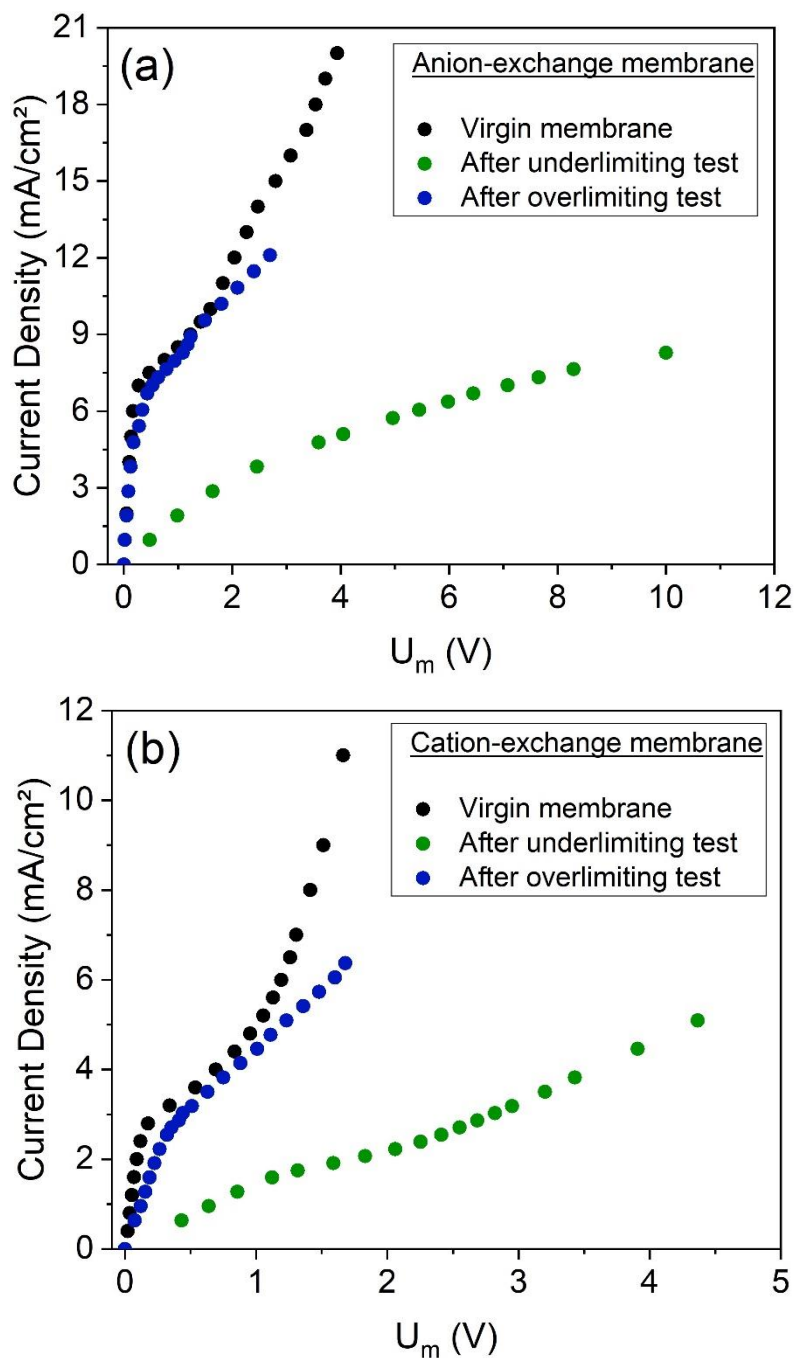 (a)
Anion-exchange membrane
Virgin membrane
After underlimiting test
After overlimiting test
Current Density (mA/cm²)
21
18
15
12
9
6
3
0
0 2 4 6 8 10 12
Um (V)
(b)
Cation-exchange membrane
Virgin membrane
After underlimiting test
After overlimiting test
Current Density (mA/cm²)
12
10
8
6
4
2
0
0 1 2 3 4 5
Um (V)